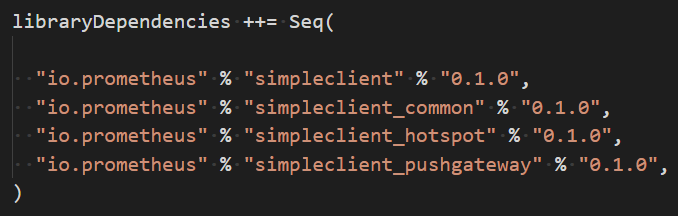 libraryDependencies ++= Seq(
"io.prometheus" % "simpleclient" % "0.1.0",
"io.prometheus" % "simpleclient_common" % "0.1.0",
"io.prometheus" % "simpleclient_hotspot" % "0.1.0",
"io.prometheus" % "simpleclient_pushgateway" % "0.1.0",
)